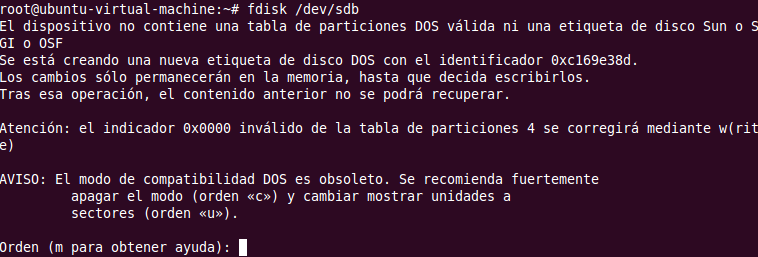 root@ubuntu-virtual-machine:~# fdisk /dev/sdb
El dispositivo no contiene una tabla de particiones DOS válida ni una etiqueta de disco Sun o S
GI o OSF
Se está creando una nueva etiqueta de disco DOS con el identificador 0xc169e38d.
Los cambios sólo permanecerán en la memoria, hasta que decida escribirlos.
Tras esa operación, el contenido anterior no se podrá recuperar.
Atención: el indicador 0x0000 inválido de la tabla de particiones 4 se corregirá mediante w(rit
e)
AVISO: El modo de compatibilidad DOS es obsoleto. Se recomienda fuertemente
apagar el modo (orden «c») y cambiar mostrar unidades a
sectores (orden «u»).
Orden (m para obtener ayuda):